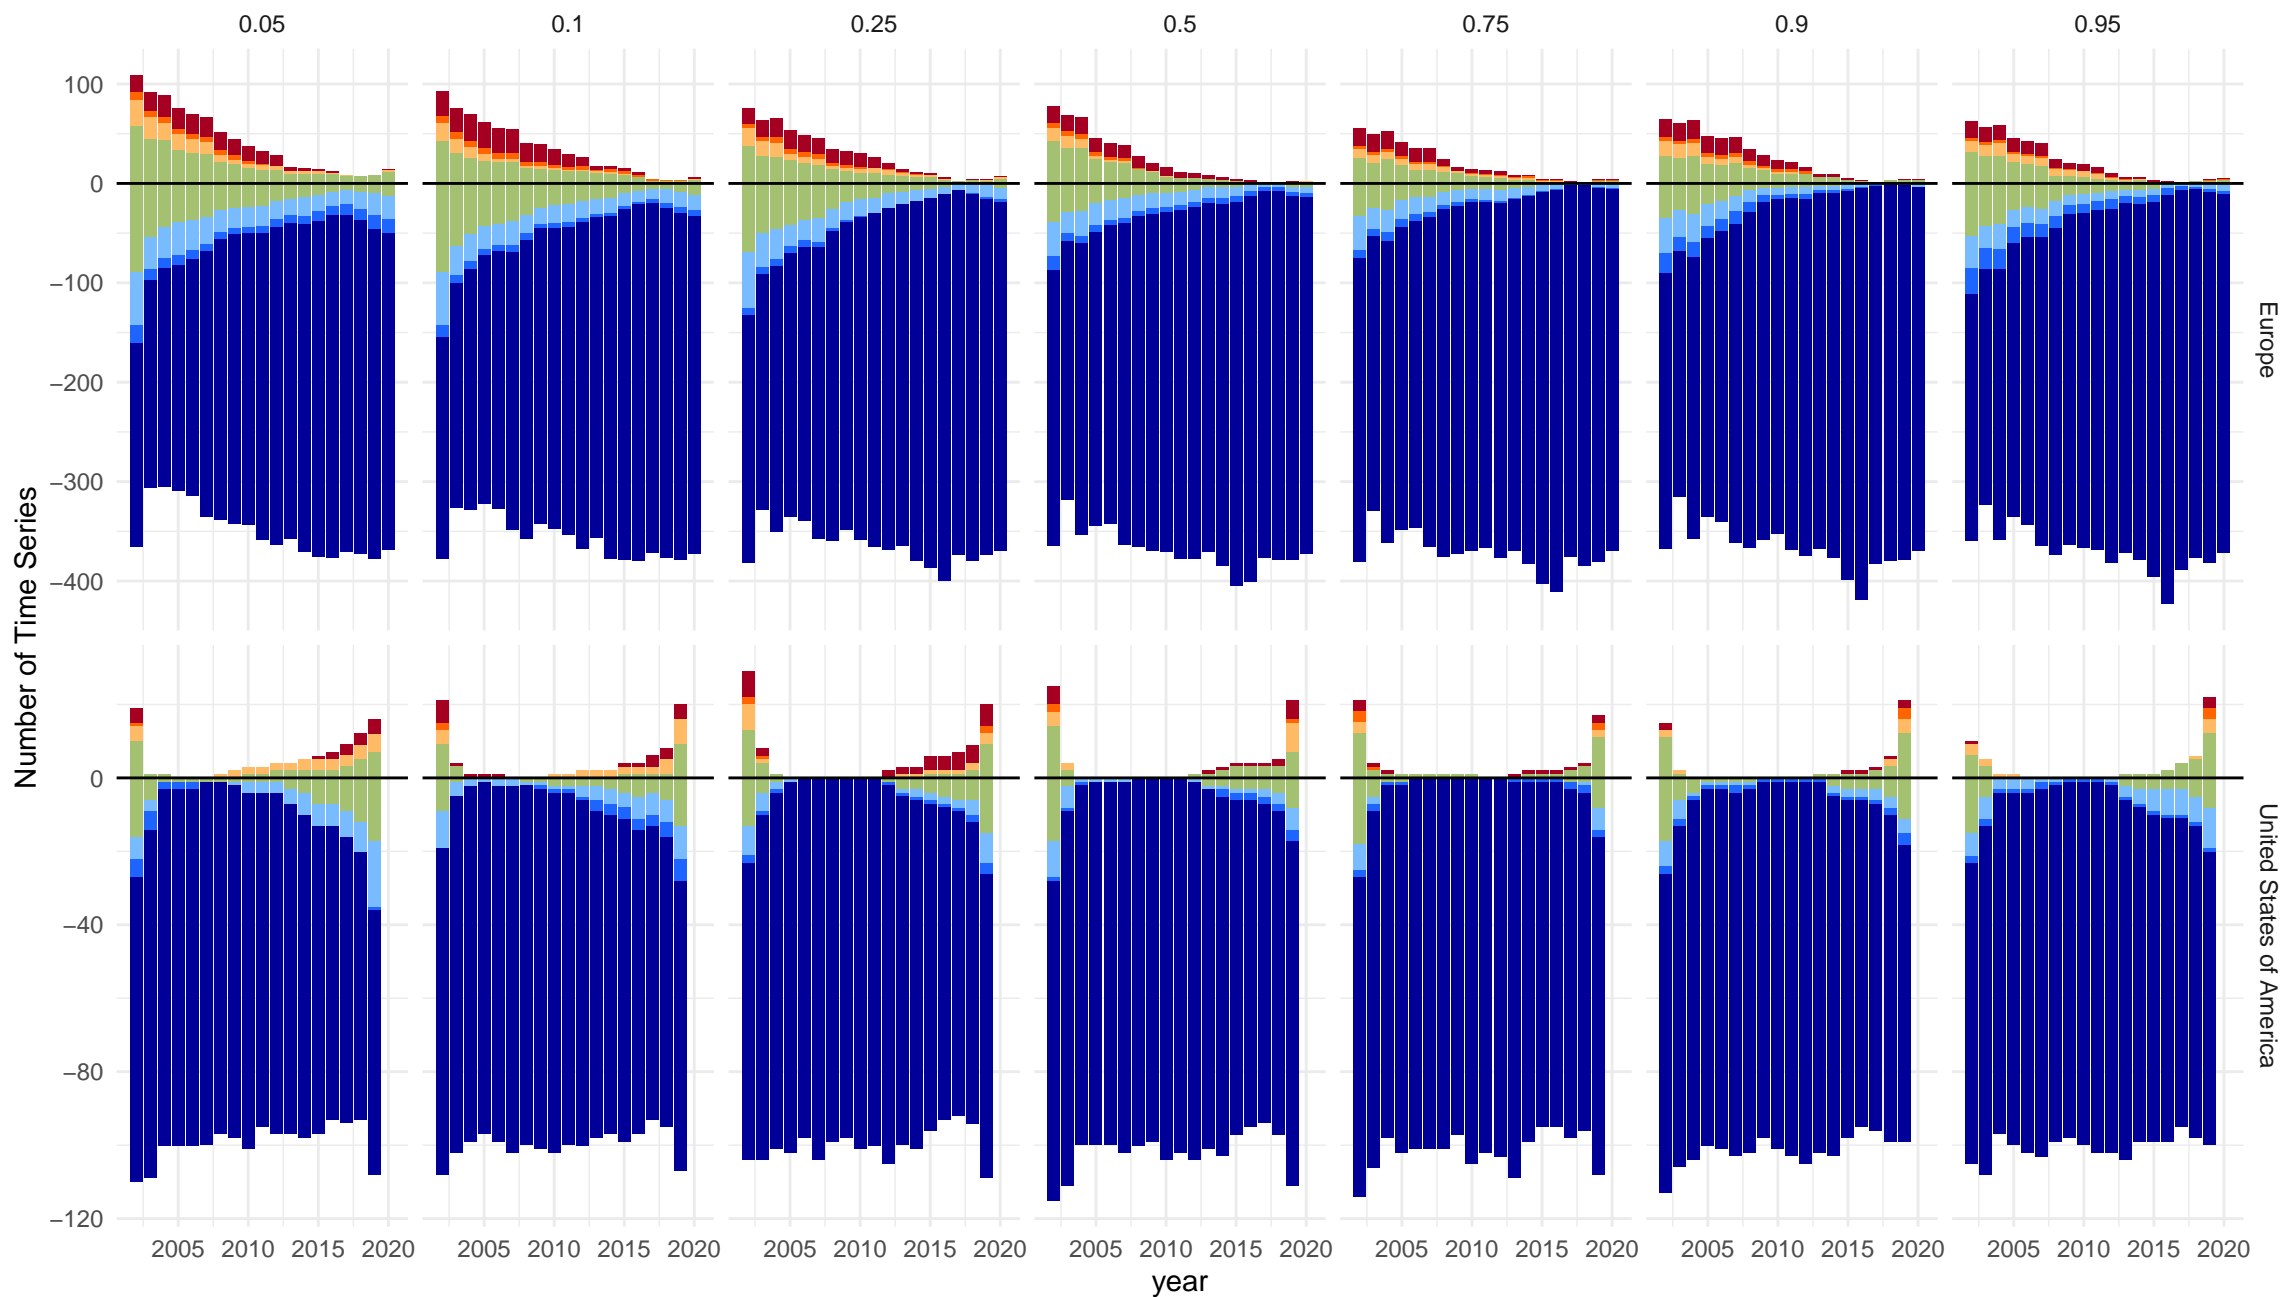 0.05 0.1 0.25 0.5 0.75 0.9 0.95
100
0
−100
−200
−300
−400
Europe
Number of Time Series
0
−40
−80
−120
United States of America
2005 2010 2015 2020 2005 2010 2015 2020 2005 2010 2015 2020 2005 2010 2015 2020 2005 2010 2015 2020 2005 2010 2015 2020 2005 2010 2015 2020
year